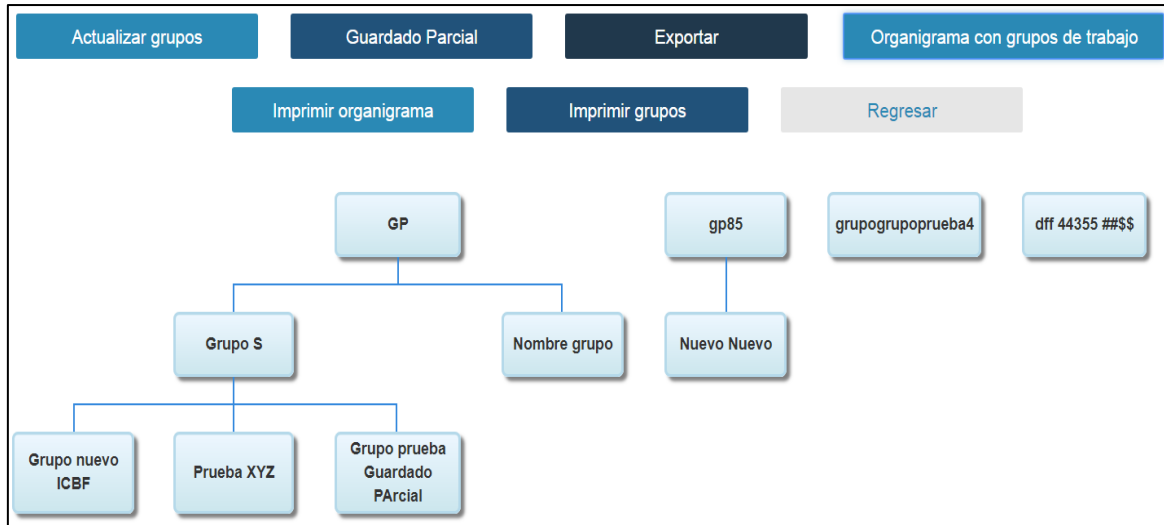 Actualizar grupos
Guardado Parcial
Exportar
Organigrama con grupos de trabajo
Imprimir organigrama
Imprimir grupos
Regresar
GP
gp85
grupogrupoprueba4
dff 44355 ##$$
Grupo S
Nombre grupo
Nuevo Nuevo
Grupo nuevo
ICBF
Prueba XYZ
Grupo prueba
Guardado
PArcial